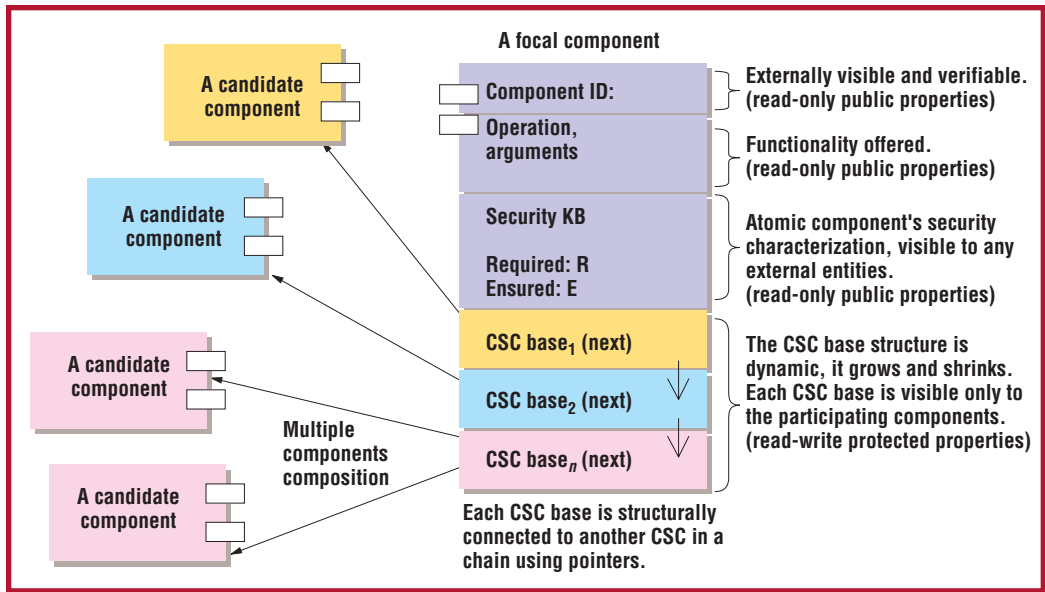 A focal component
A candidate
component
Component ID:
Operation,
arguments
Security KB
Required: R
Ensured: E
CSC base1 (next)
CSC base2 (next)
CSC basen (next)
Externally visible and verifiable.
(read-only public properties)
Functionality offered.
(read-only public properties)
Atomic component's security
characterization, visible to any
external entities.
(read-only public properties)
The CSC base structure is
dynamic, it grows and shrinks.
Each CSC base is visible only to
the participating components.
(read-write protected properties)
A candidate
component
A candidate
component
Multiple
components
composition
A candidate
component
Each CSC base is structurally
connected to another CSC in a
chain using pointers.